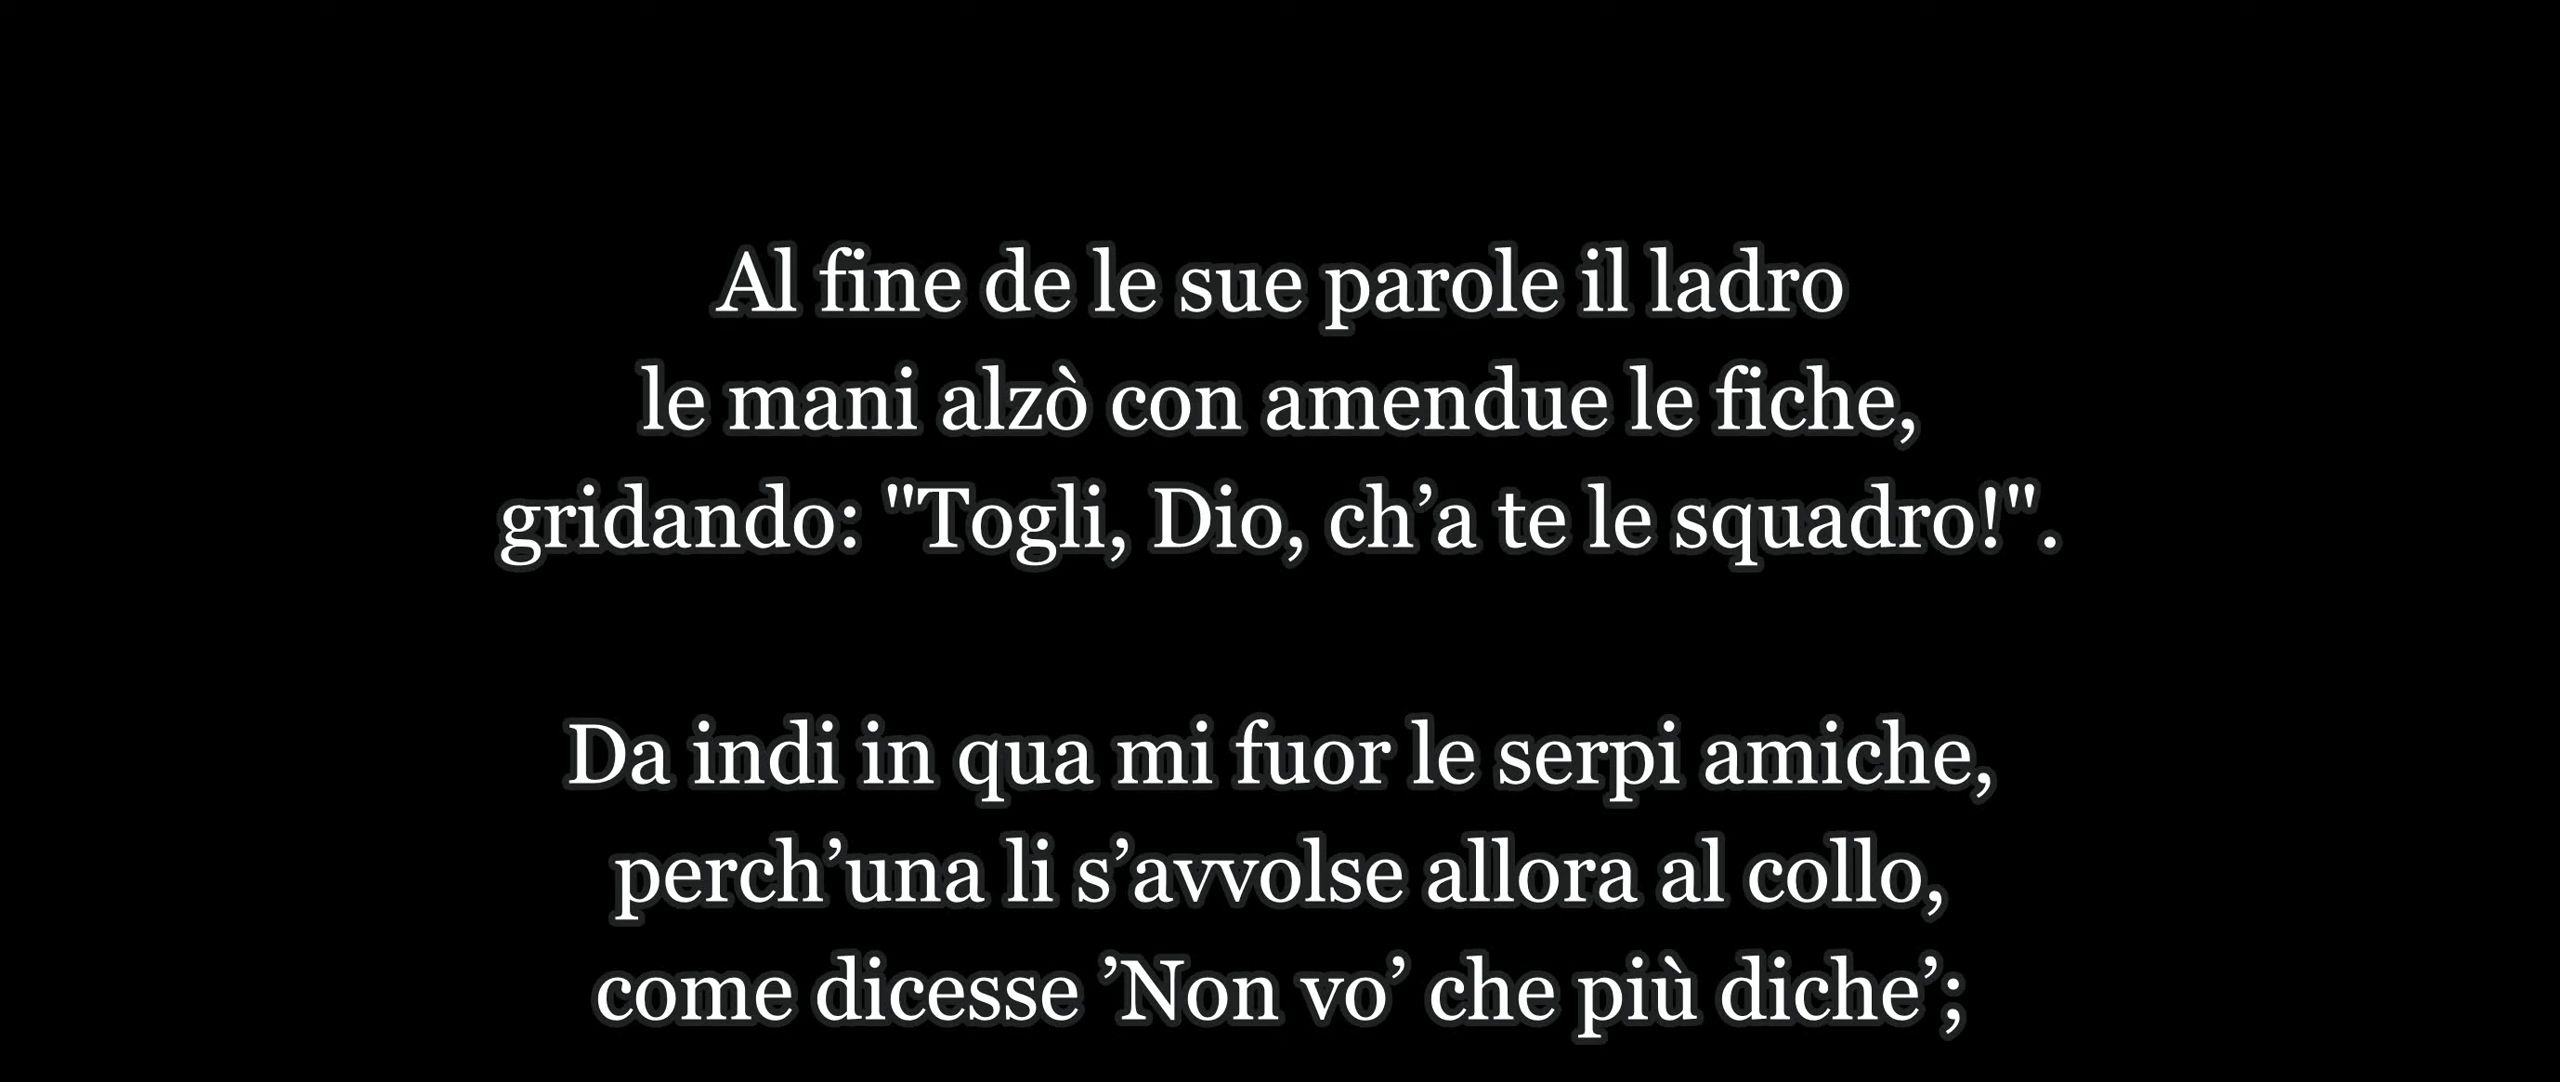 Al fine de le sue parole il ladro
le mani alzò con amendue le fiche,
gridando: "Togli, Dio, ch’a te le squadro!".
Da indi in qua mi fuor le serpi amiche,
perch’una li s’avvolse allora al collo,
come dicesse ’Non vo’ che più diche’;